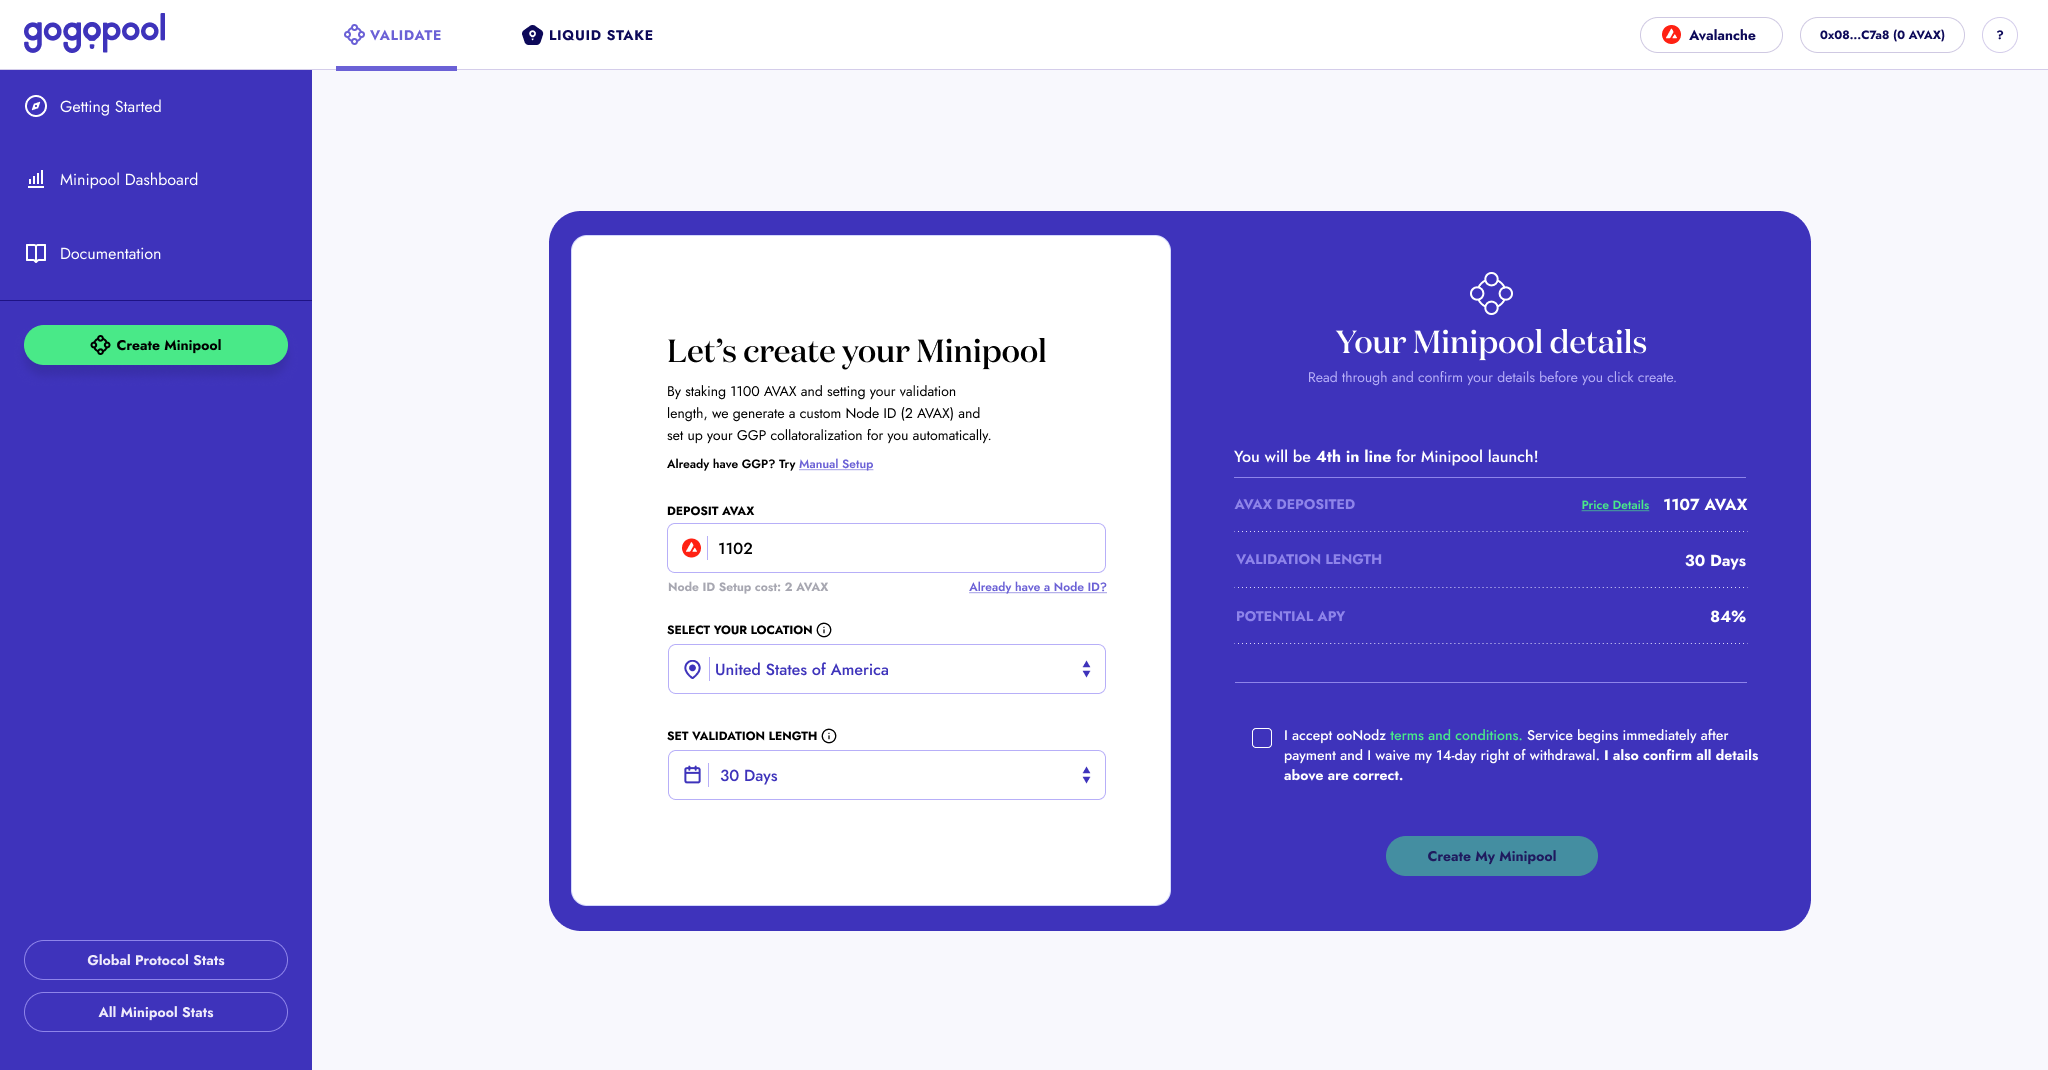 gogopool
VALIDATE
LIQUID STAKE
Avalanche
0x08...C7a8 (0 AVAX)
?
Getting Started
Minipool Dashboard
Documentation
Create Minipool
Global Protocol Stats
All Minipool Stats
Let's create your Minipool
By staking 1100 AVAX and setting your validation
length, we generate a custom Node ID (2 AVAX) and
set up your GGP collatoralization for you automatically.
Already have GGP? Try Manual Setup
DEPOSIT AVAX
1102
Node ID Setup cost: 2 AVAX
Already have a Node ID?
SELECT YOUR LOCATION
United States of America
SET VALIDATION LENGTH
30 Days
Your Minipool details
Read through and confirm your details before you click create.
You will be 4th in line for Minipool launch!
AVAX DEPOSITED Price Details 1107 AVAX
VALIDATION LENGTH 30 Days
POTENTIAL APY 84%
I accept ooNodz terms and conditions. Service begins immediately after
payment and I waive my 14-day right of withdrawal. I also confirm all details
above are correct.
Create My Minipool